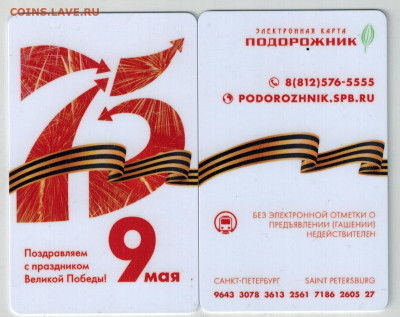 COINS.LAVE.RU
75
9
мая
Поздравляем
с праздником
Великой Победы!
ЭЛЕКТРОННАЯ КАРТА
ПОДОРОЖНИК
8(812)576-5555
PODOROZHNIK.SPB.RU
БЕЗ ЭЛЕКТРОННОЙ ОТМЕТКИ О
ПРЕДЪЯВЛЕНИИ (ГАШЕНИИ)
НЕДЕЙСТВИТЕЛЕН
САНКТ-ПЕТЕРБУРГ SAINT PETERSBURG
9643 3078 3613 2561 7186 2605 27